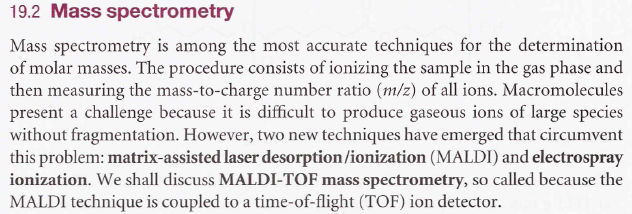 19.2 Mass spectrometry
Mass spectrometry is among the most accurate techniques for the determination
of molar masses. The procedure consists of ionizing the sample in the gas phase and
then measuring the mass-to-charge number ratio (m/z) of all ions. Macromolecules
present a challenge because it is difficult to produce gaseous ions of large species
without fragmentation. However, two new techniques have emerged that circumvent
this problem: matrix-assisted laser desorption/ionization (MALDI) and electrospray
ionization. We shall discuss MALDI-TOF mass spectrometry, so called because the
MALDI technique is coupled to a time-of-flight (TOF) ion detector.